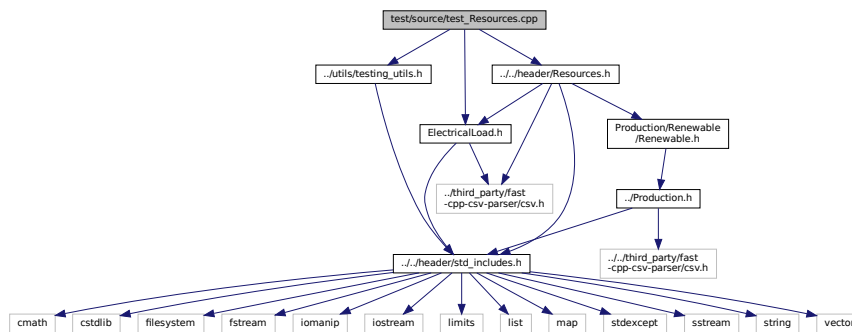 test/source/test_Resources.cpp
../utils/testing_utils.h
../../header/Resources.h
ElectricalLoad.h
Production/Renewable
/Renewable.h
../third_party/fast
-cpp-csv-parser/csv.h
../Production.h
../../header/std_includes.h
../../third_party/fast
-cpp-csv-parser/csv.h
cmath
cstdlib
filesystem
fstream
iomanip
iostream
limits
list
map
stdexcept
sstream
string
vector